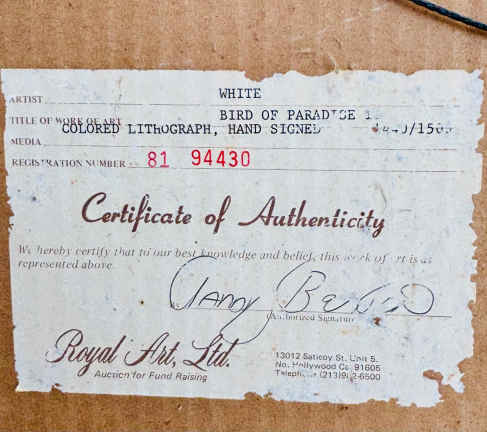 ARTIST WHITE
TITLE OF WORK OF ART BIRD OF PARADISE
COLORED LITHOGRAPH, HAND SIGNED
MEDIA
REGISTRATION NUMBER 81 94430
Certificate of Authenticity
We hereby certify that to our best knowledge and belief, this work of art is as
represented above.
(Authorized Signature
Royal Art, Ltd.
Auction for Fund Raising
13012 Saticoy St. Unit 5.
No. Hollywood Ca. 91605